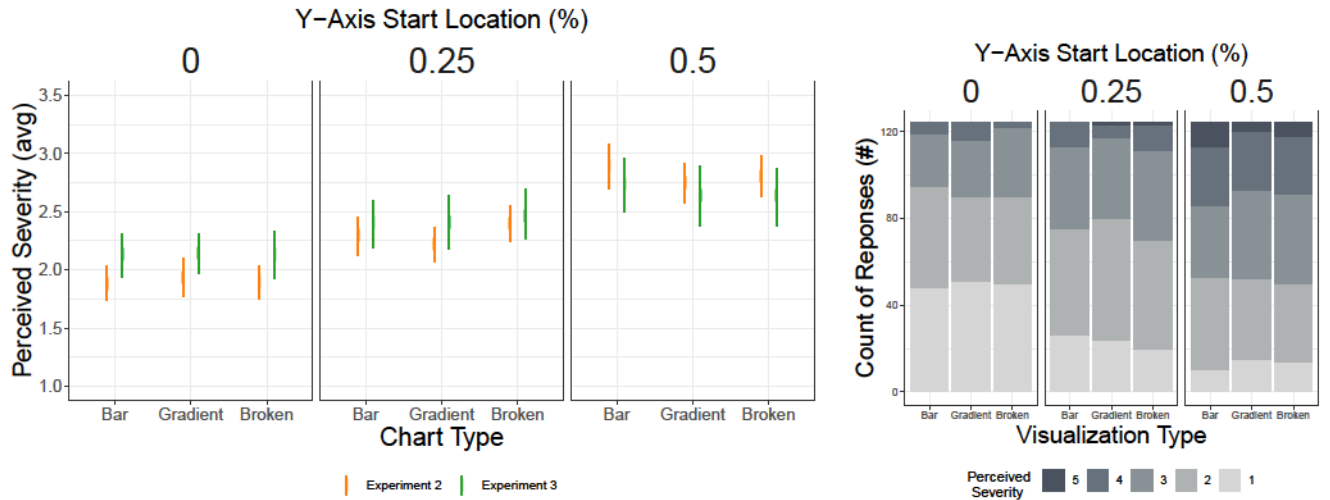 Y-Axis Start Location (%)
0 0.25 0.5
Perceived Severity (avg)
3.5
3.0
2.5
2.0
1.5
1.0
Bar Gradient Broken Bar Gradient Broken Bar Gradient Broken
Chart Type
Experiment 2 Experiment 3
Y-Axis Start Location (%)
0 0.25 0.5
Count of Reponses (#)
120
80
40
0
Bar Gradient Broken Bar Gradient Broken Bar Gradient Broken
Visualization Type
Perceived
Severity
5 4 3 2 1